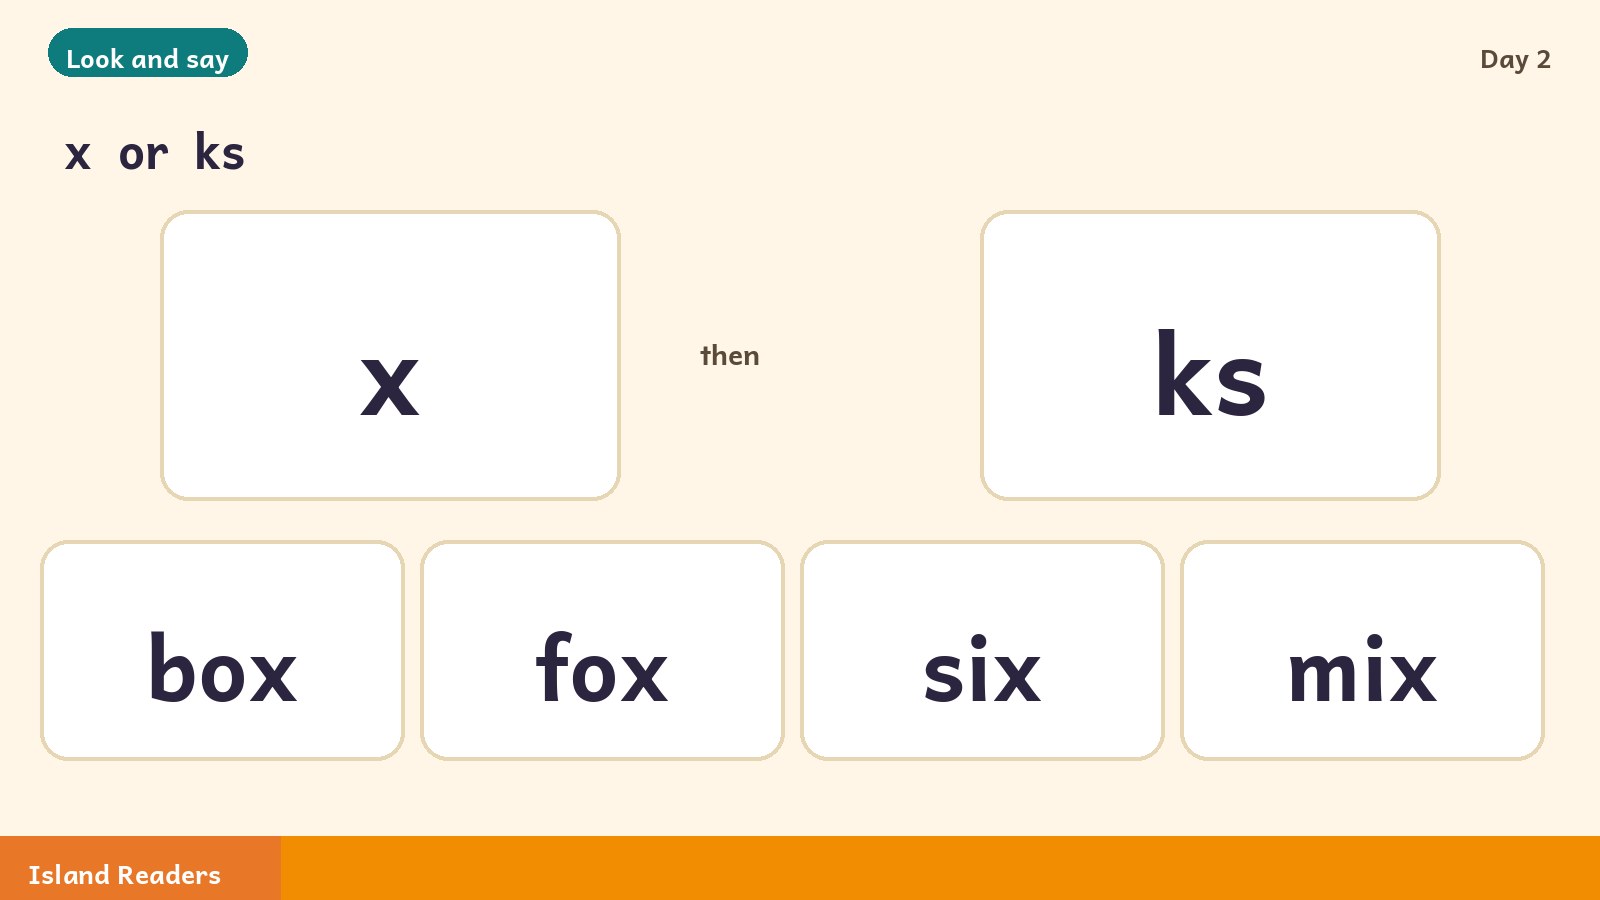 Look and say
Day 2
x or ks
x
then
ks
box
fox
six
mix
Island Readers